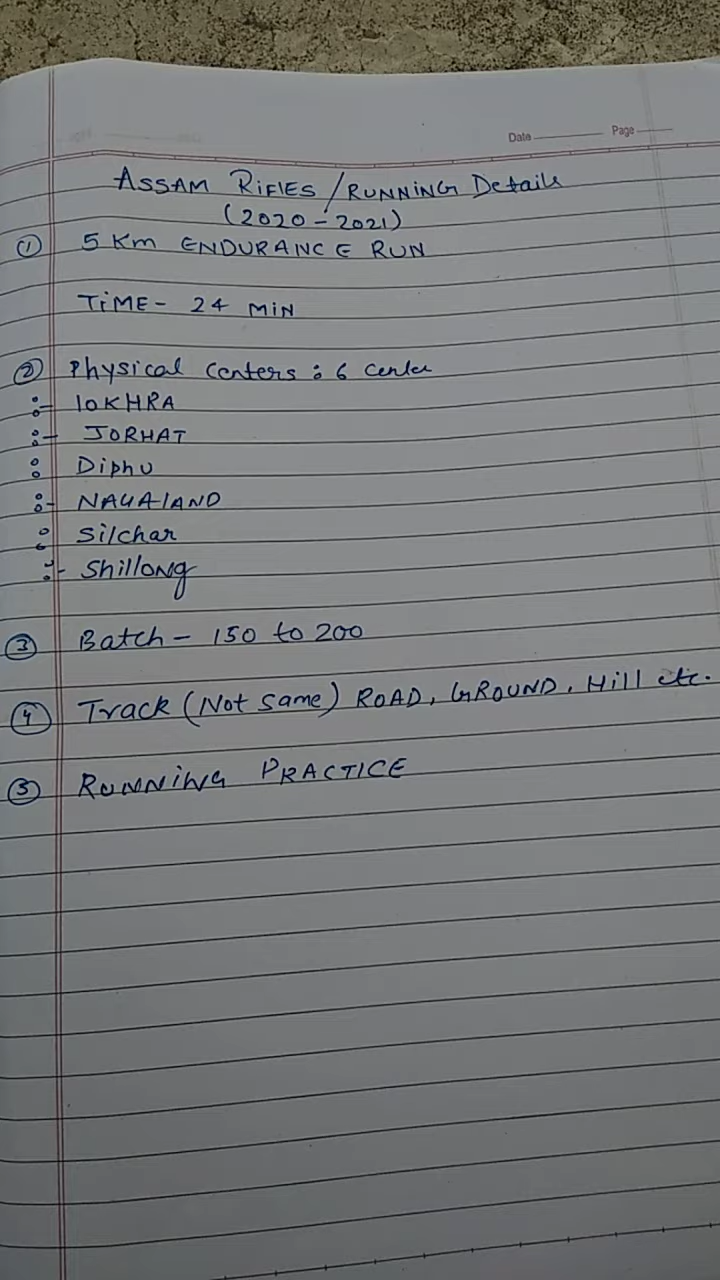 Date Page
ASSAM RIFlES / RUNNING Details
(2020-2021)
① 5 Km ENDURANCE RUN
TiME - 24 MiN
② Physical Centers : 6 Center
:- lOKHRA
:- JORHAT
: Diphu
:- NAGAlAND
: Silchar
:- Shillong
③ Batch - 150 to 200
④ Track (Not same) ROAD, GROUND, Hill etc.
⑤ RUNNiNG PRACTICE